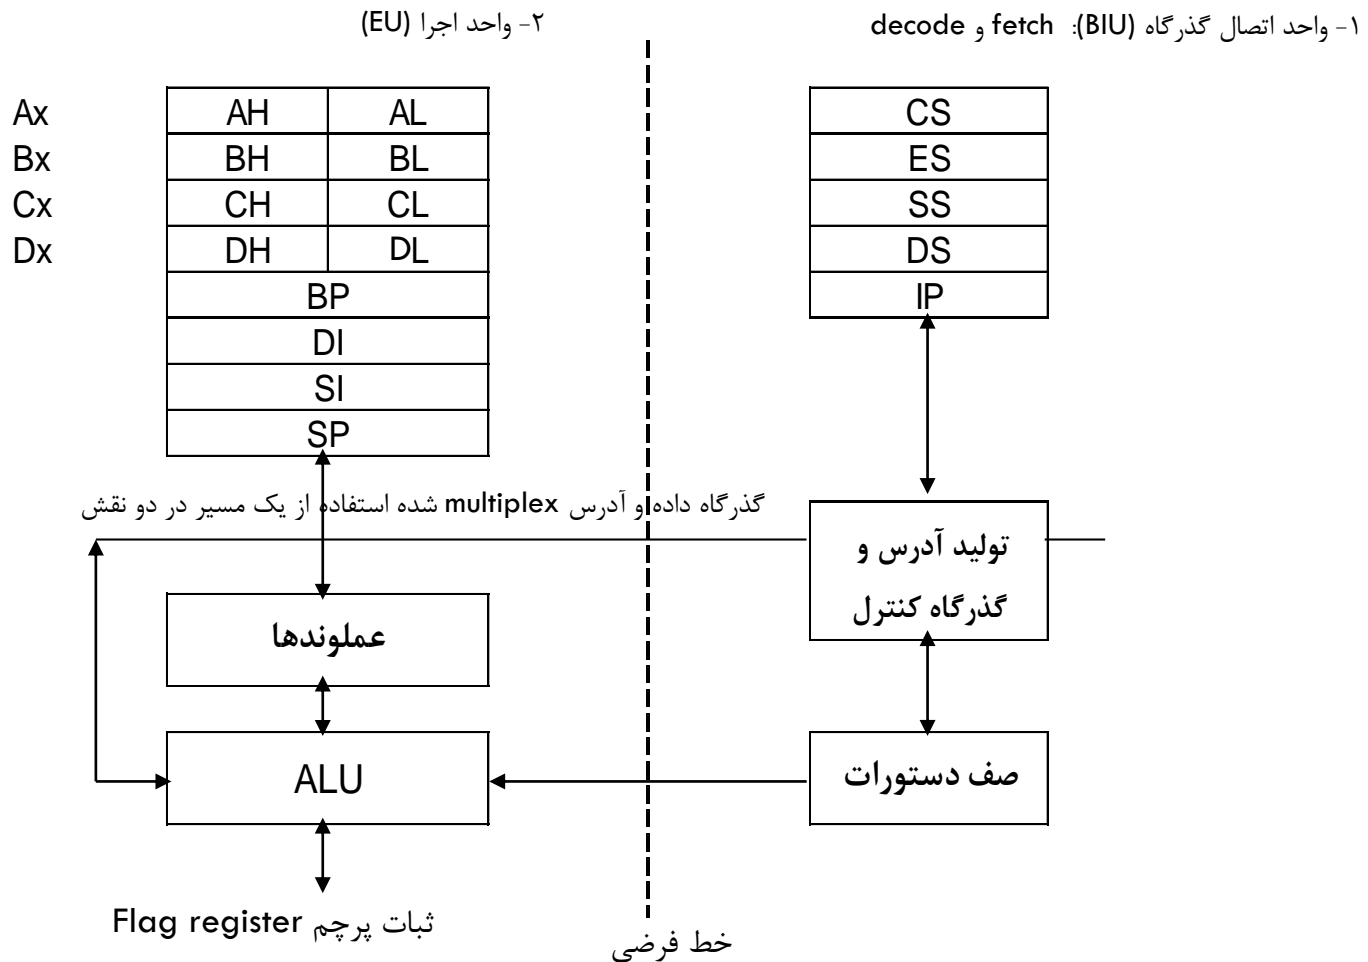 ۱- واحد اتصال گذرگاه (BIU): fetch و decode
۲- واحد اجرا (EU)
Ax AH AL
Bx BH BL
Cx CH CL
Dx DH DL
BP
DI
SI
SP
CS
ES
SS
DS
IP
گذرگاه داده و آدرس multiplex شده استفاده از یک مسیر در دو نقش
تولید آدرس و
گذرگاه کنترل
عملوندها
ALU
صف دستورات
ثبات پرچم Flag register
خط فرضی